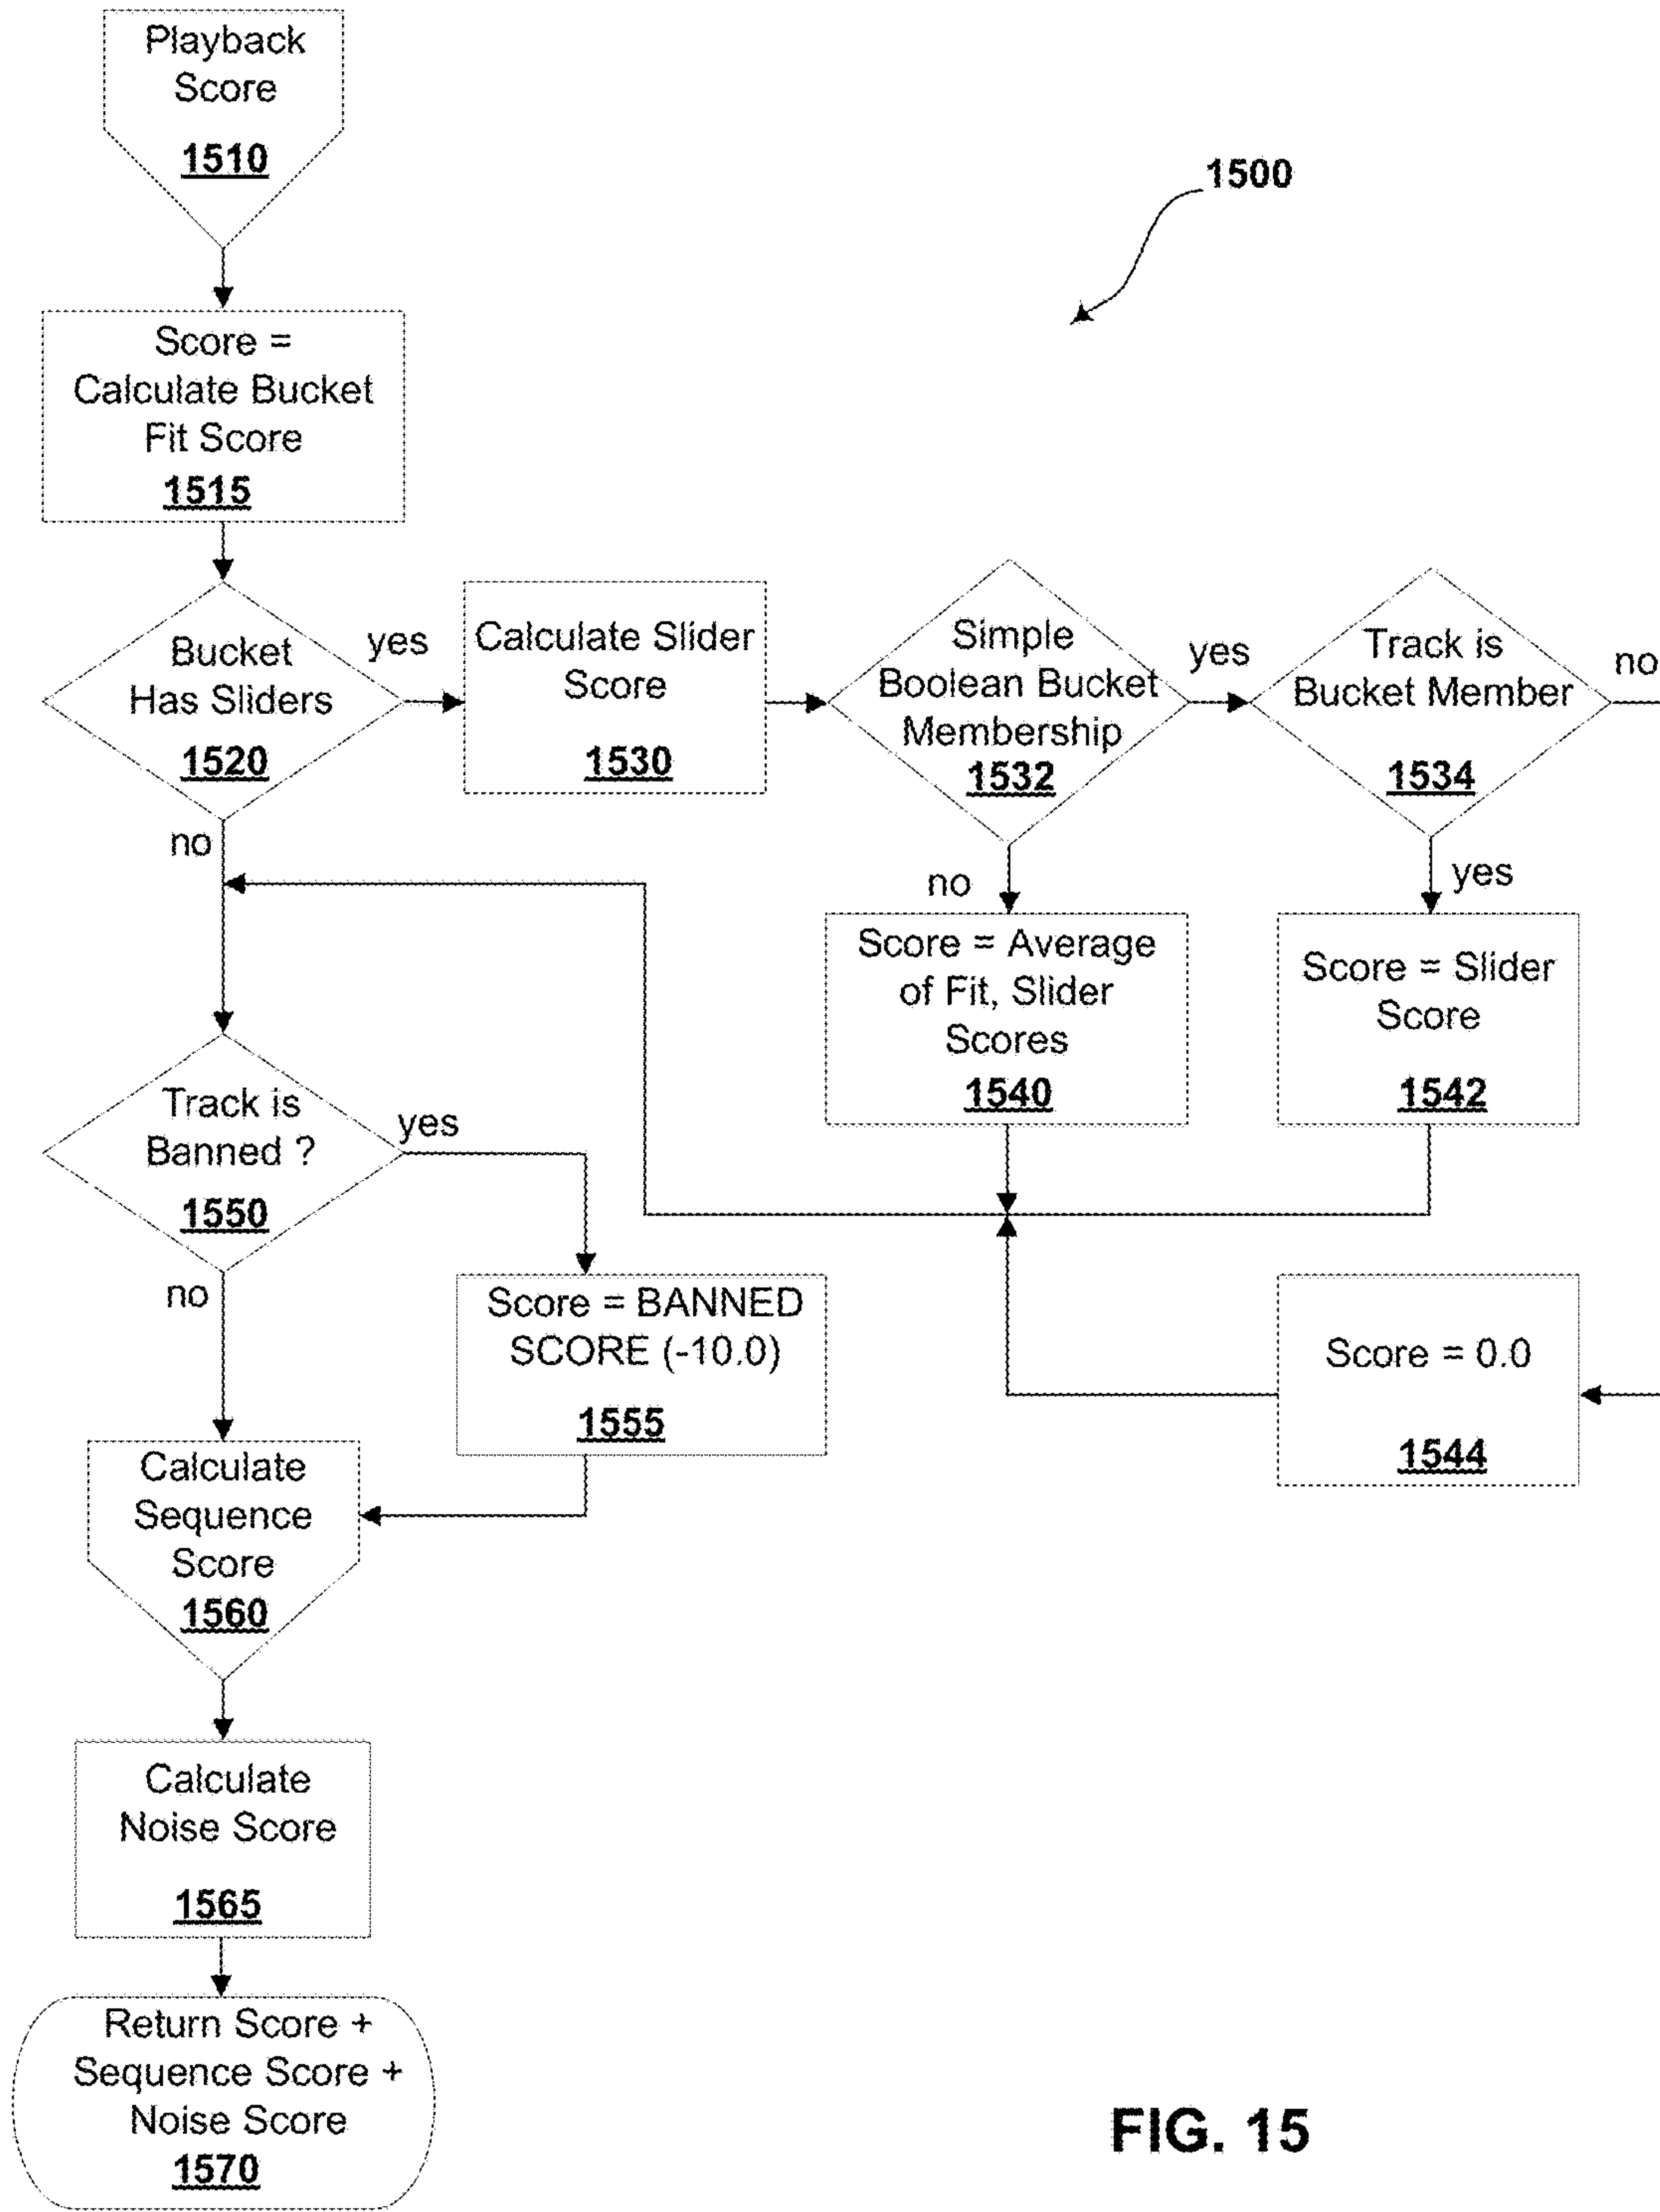 Playback
Score
1510
1500
Score =
Calculate Bucket
Fit Score
1515
Bucket
Has Sliders
1520
yes
no
Calculate Slider
Score
1530
Simple
Boolean Bucket
Membership
1532
yes
no
Track is
Bucket Member
1534
no
yes
Score = Average
of Fit, Slider
Scores
1540
Score = Slider
Score
1542
Track is
Banned ?
1550
yes
no
Score = BANNED
SCORE (-10.0)
1555
Score = 0.0
1544
Calculate
Sequence
Score
1560
Calculate
Noise Score
1565
Return Score +
Sequence Score +
Noise Score
1570
FIG. 15